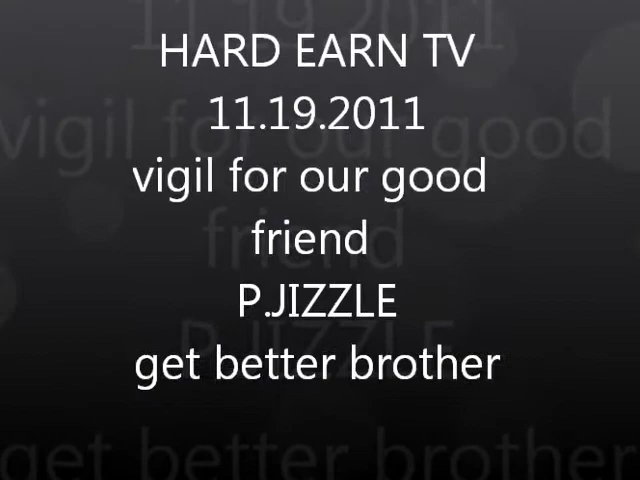 HARD EARN TV
11.19.2011
vigil for our good
friend
P.JIZZLE
get better brother